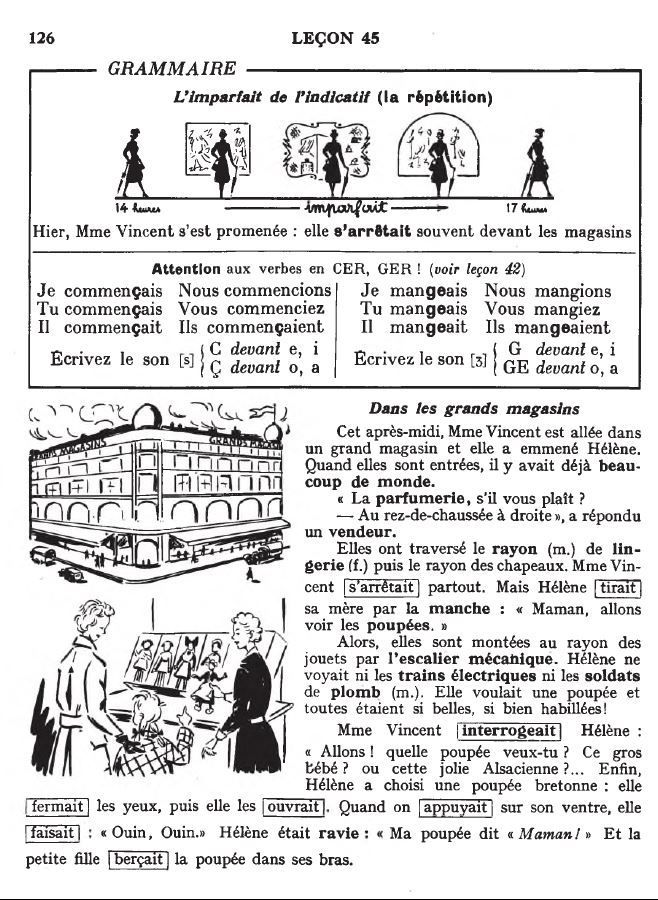 126
LEÇON 45
GRAMMAIRE
L'imparfait de l'indicatif (la répétition)
14 heures
imparfait
17 heures
Hier, Mme Vincent s'est promenée : elle s'arrêtait souvent devant les magasins
Attention aux verbes en CER, GER ! (voir leçon 42)
Je commençais Nous commencions
Tu commençais Vous commenciez
Il commençait Ils commençaient
Écrivez le son [s] { C devant e, i
Ç devant o, a
Je mangeais Nous mangions
Tu mangeais Vous mangiez
Il mangeait Ils mangeaient
Écrivez le son [ʒ] { G devant e, i
GE devant o, a
GRANDS MAGASINS
GRANDS MAGASINS
Dans les grands magasins
Cet après-midi, Mme Vincent est allée dans
un grand magasin et elle a emmené Hélène.
Quand elles sont entrées, il y avait déjà beau-
coup de monde.
« La parfumerie, s'il vous plaît ?
— Au rez-de-chaussée à droite », a répondu
un vendeur.
Elles ont traversé le rayon (m.) de lin-
gerie (f.) puis le rayon des chapeaux. Mme Vin-
cent s'arrêtait partout. Mais Hélène tirait
sa mère par la manche : « Maman, allons
voir les poupées. »
Alors, elles sont montées au rayon des
jouets par l'escalier mécanique. Hélène ne
voyait ni les trains électriques ni les soldats
de plomb (m.). Elle voulait une poupée et
toutes étaient si belles, si bien habillées!
Mme Vincent interrogeait Hélène :
« Allons ! quelle poupée veux-tu ? Ce gros
bébé ? ou cette jolie Alsacienne ?... Enfin,
Hélène a choisi une poupée bretonne : elle
fermait les yeux, puis elle les ouvrait. Quand on appuyait sur son ventre, elle
faisait : « Ouin, Ouin.» Hélène était ravie : « Ma poupée dit « Maman! » Et la
petite fille berçait la poupée dans ses bras.